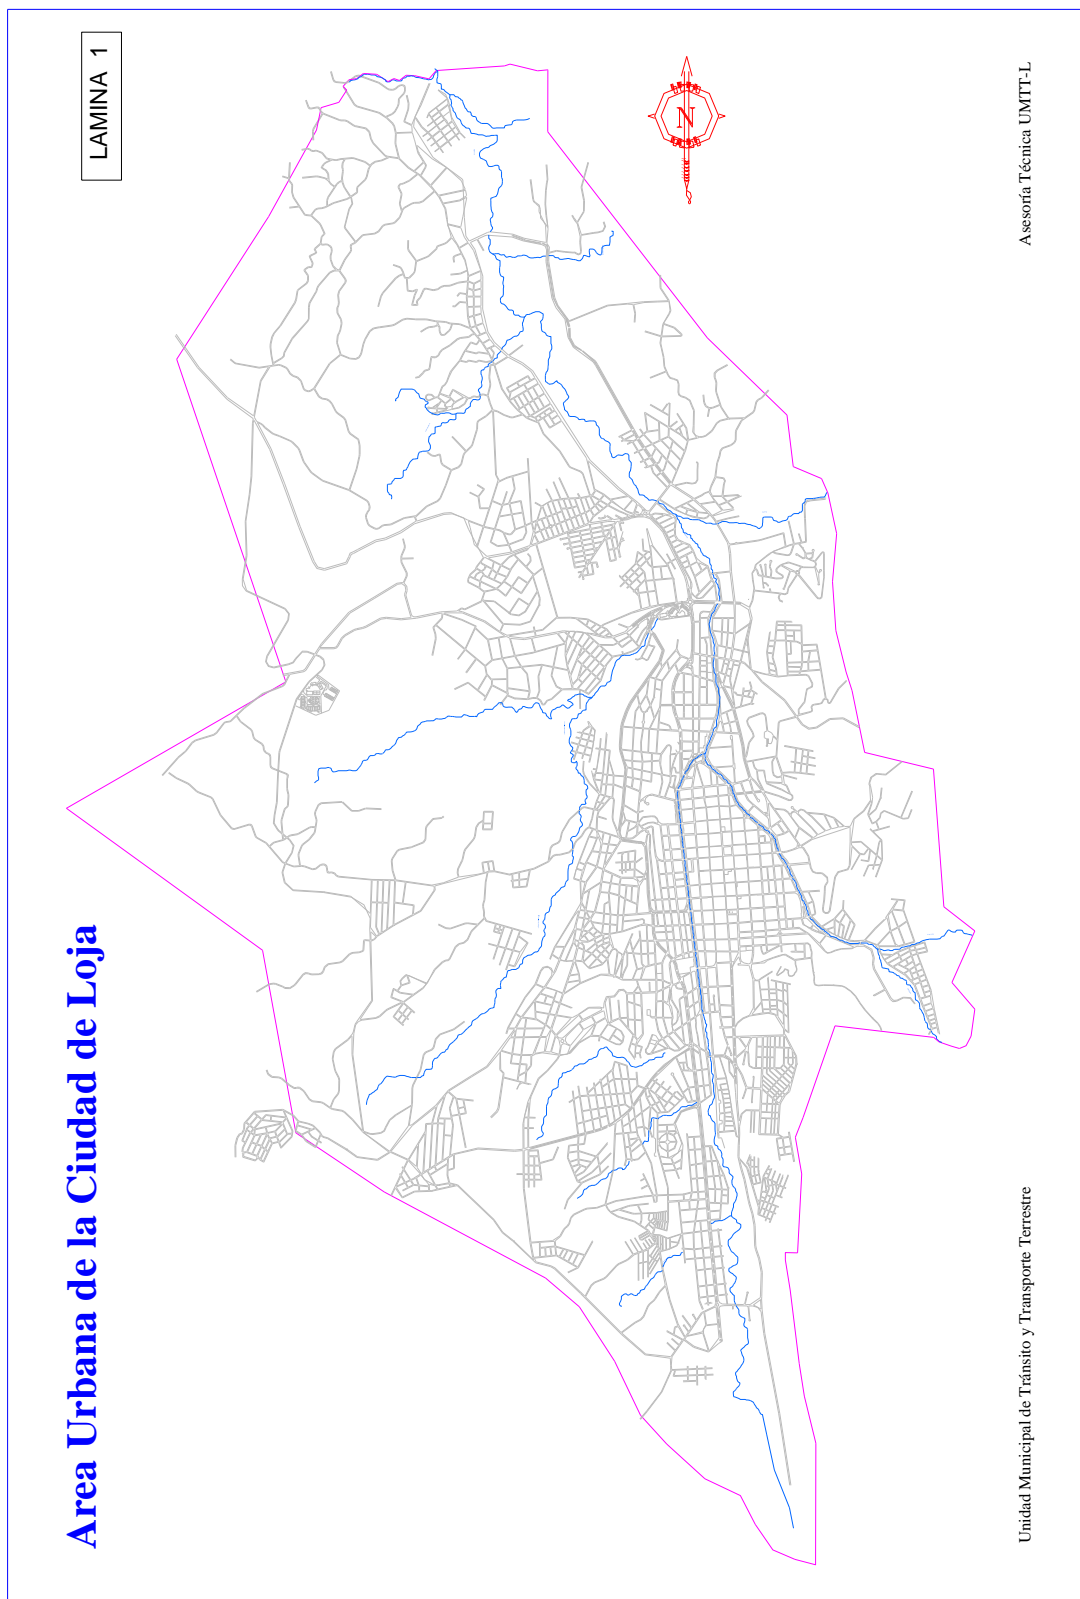 LAMINA 1
Area Urbana de la Ciudad de Loja
N
Unidad Municipal de Tránsito y Transporte Terrestre
Asesoría Técnica UMTT-L